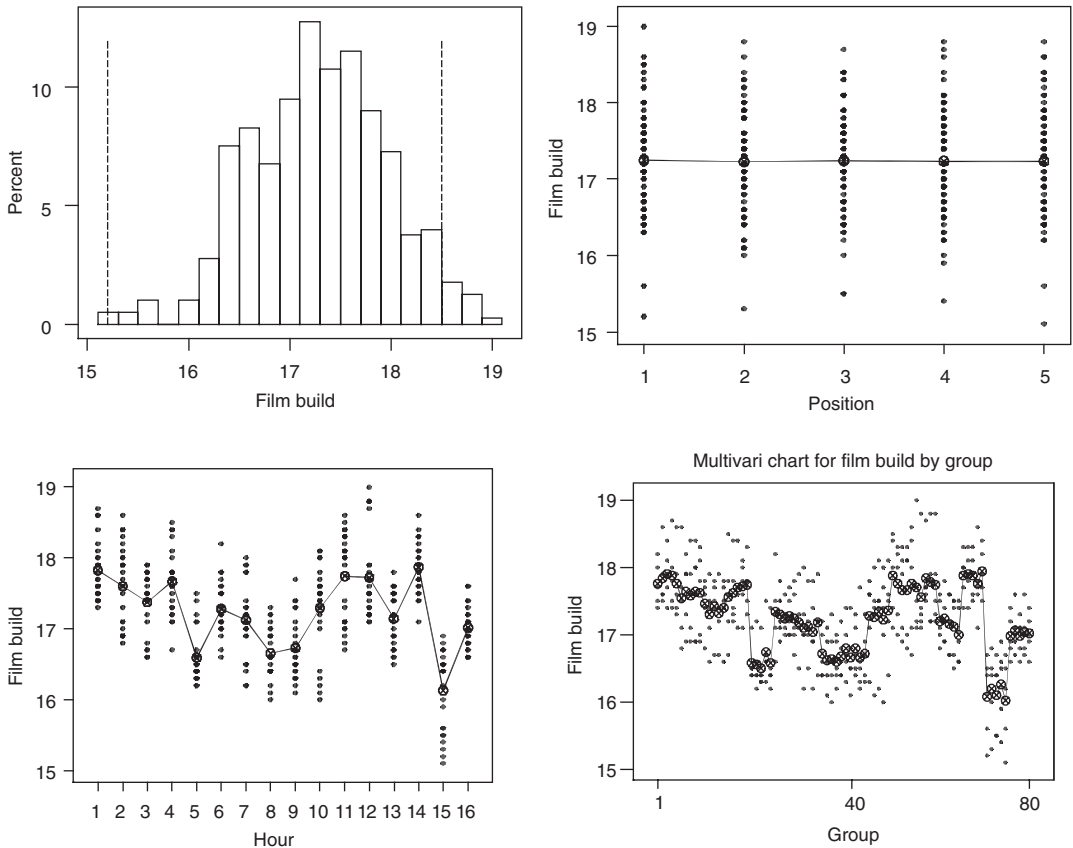 10
5
0
Percent
15 16 17 18 19
Film build
19
18
17
16
15
Film build
1 2 3 4 5
Position
19
18
17
16
15
Film build
1 2 3 4 5 6 7 8 9 10 11 12 13 14 15 16
Hour
Multivari chart for film build by group
19
18
17
16
15
Film build
1 40 80
Group